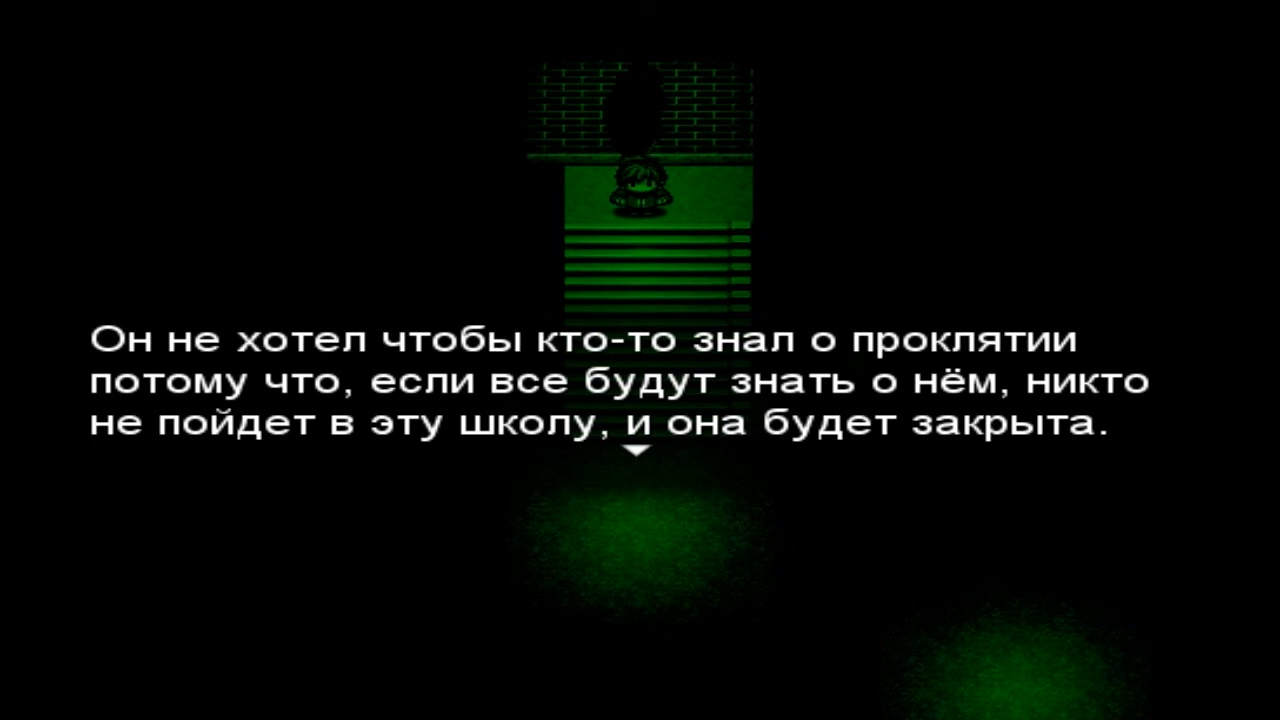 Он не хотел чтобы кто-то знал о проклятии
потому что, если все будут знать о нём, никто
не пойдет в эту школу, и она будет закрыта.